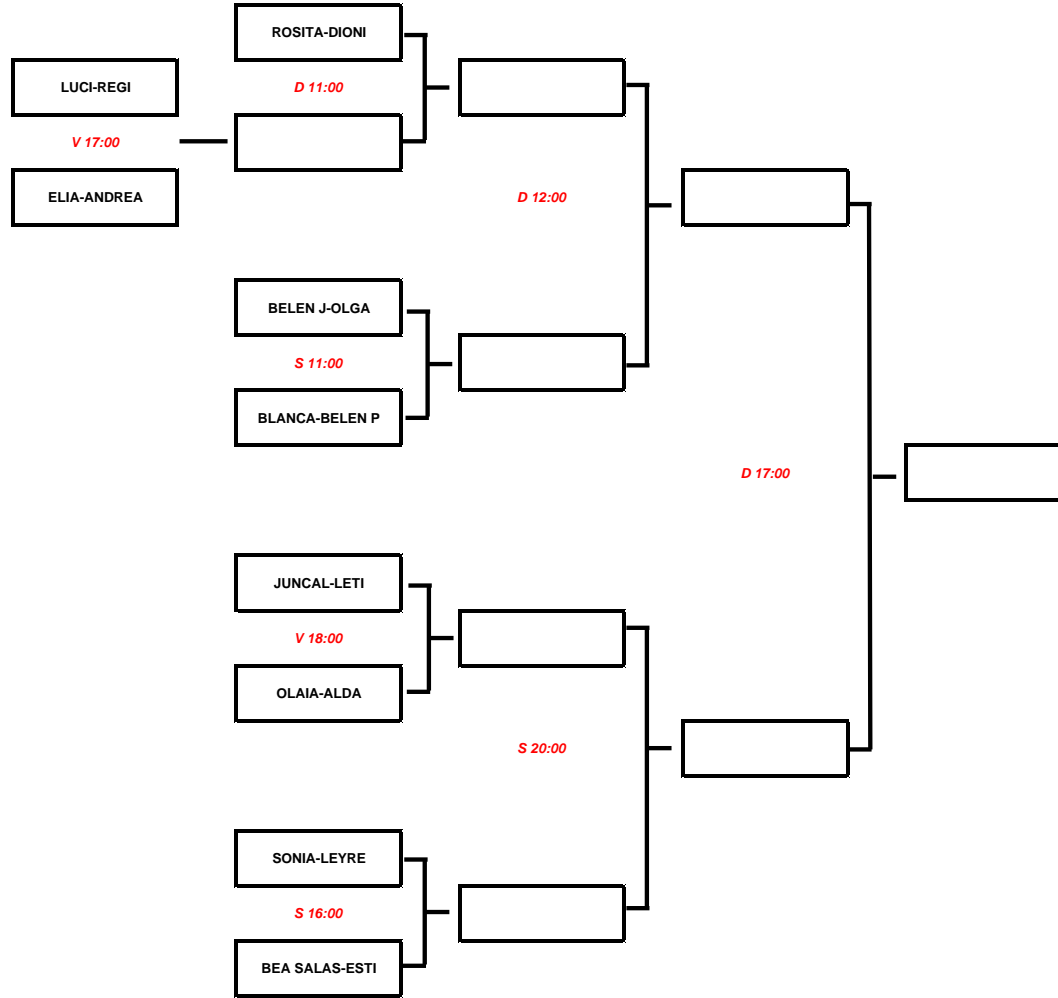 ROSITA-DIONI
LUCI-REGI
D 11:00
V 17:00
ELIA-ANDREA
D 12:00
BELEN J-OLGA
S 11:00
BLANCA-BELEN P
D 17:00
JUNCAL-LETI
V 18:00
OLAIA-ALDA
S 20:00
SONIA-LEYRE
S 16:00
BEA SALAS-ESTI